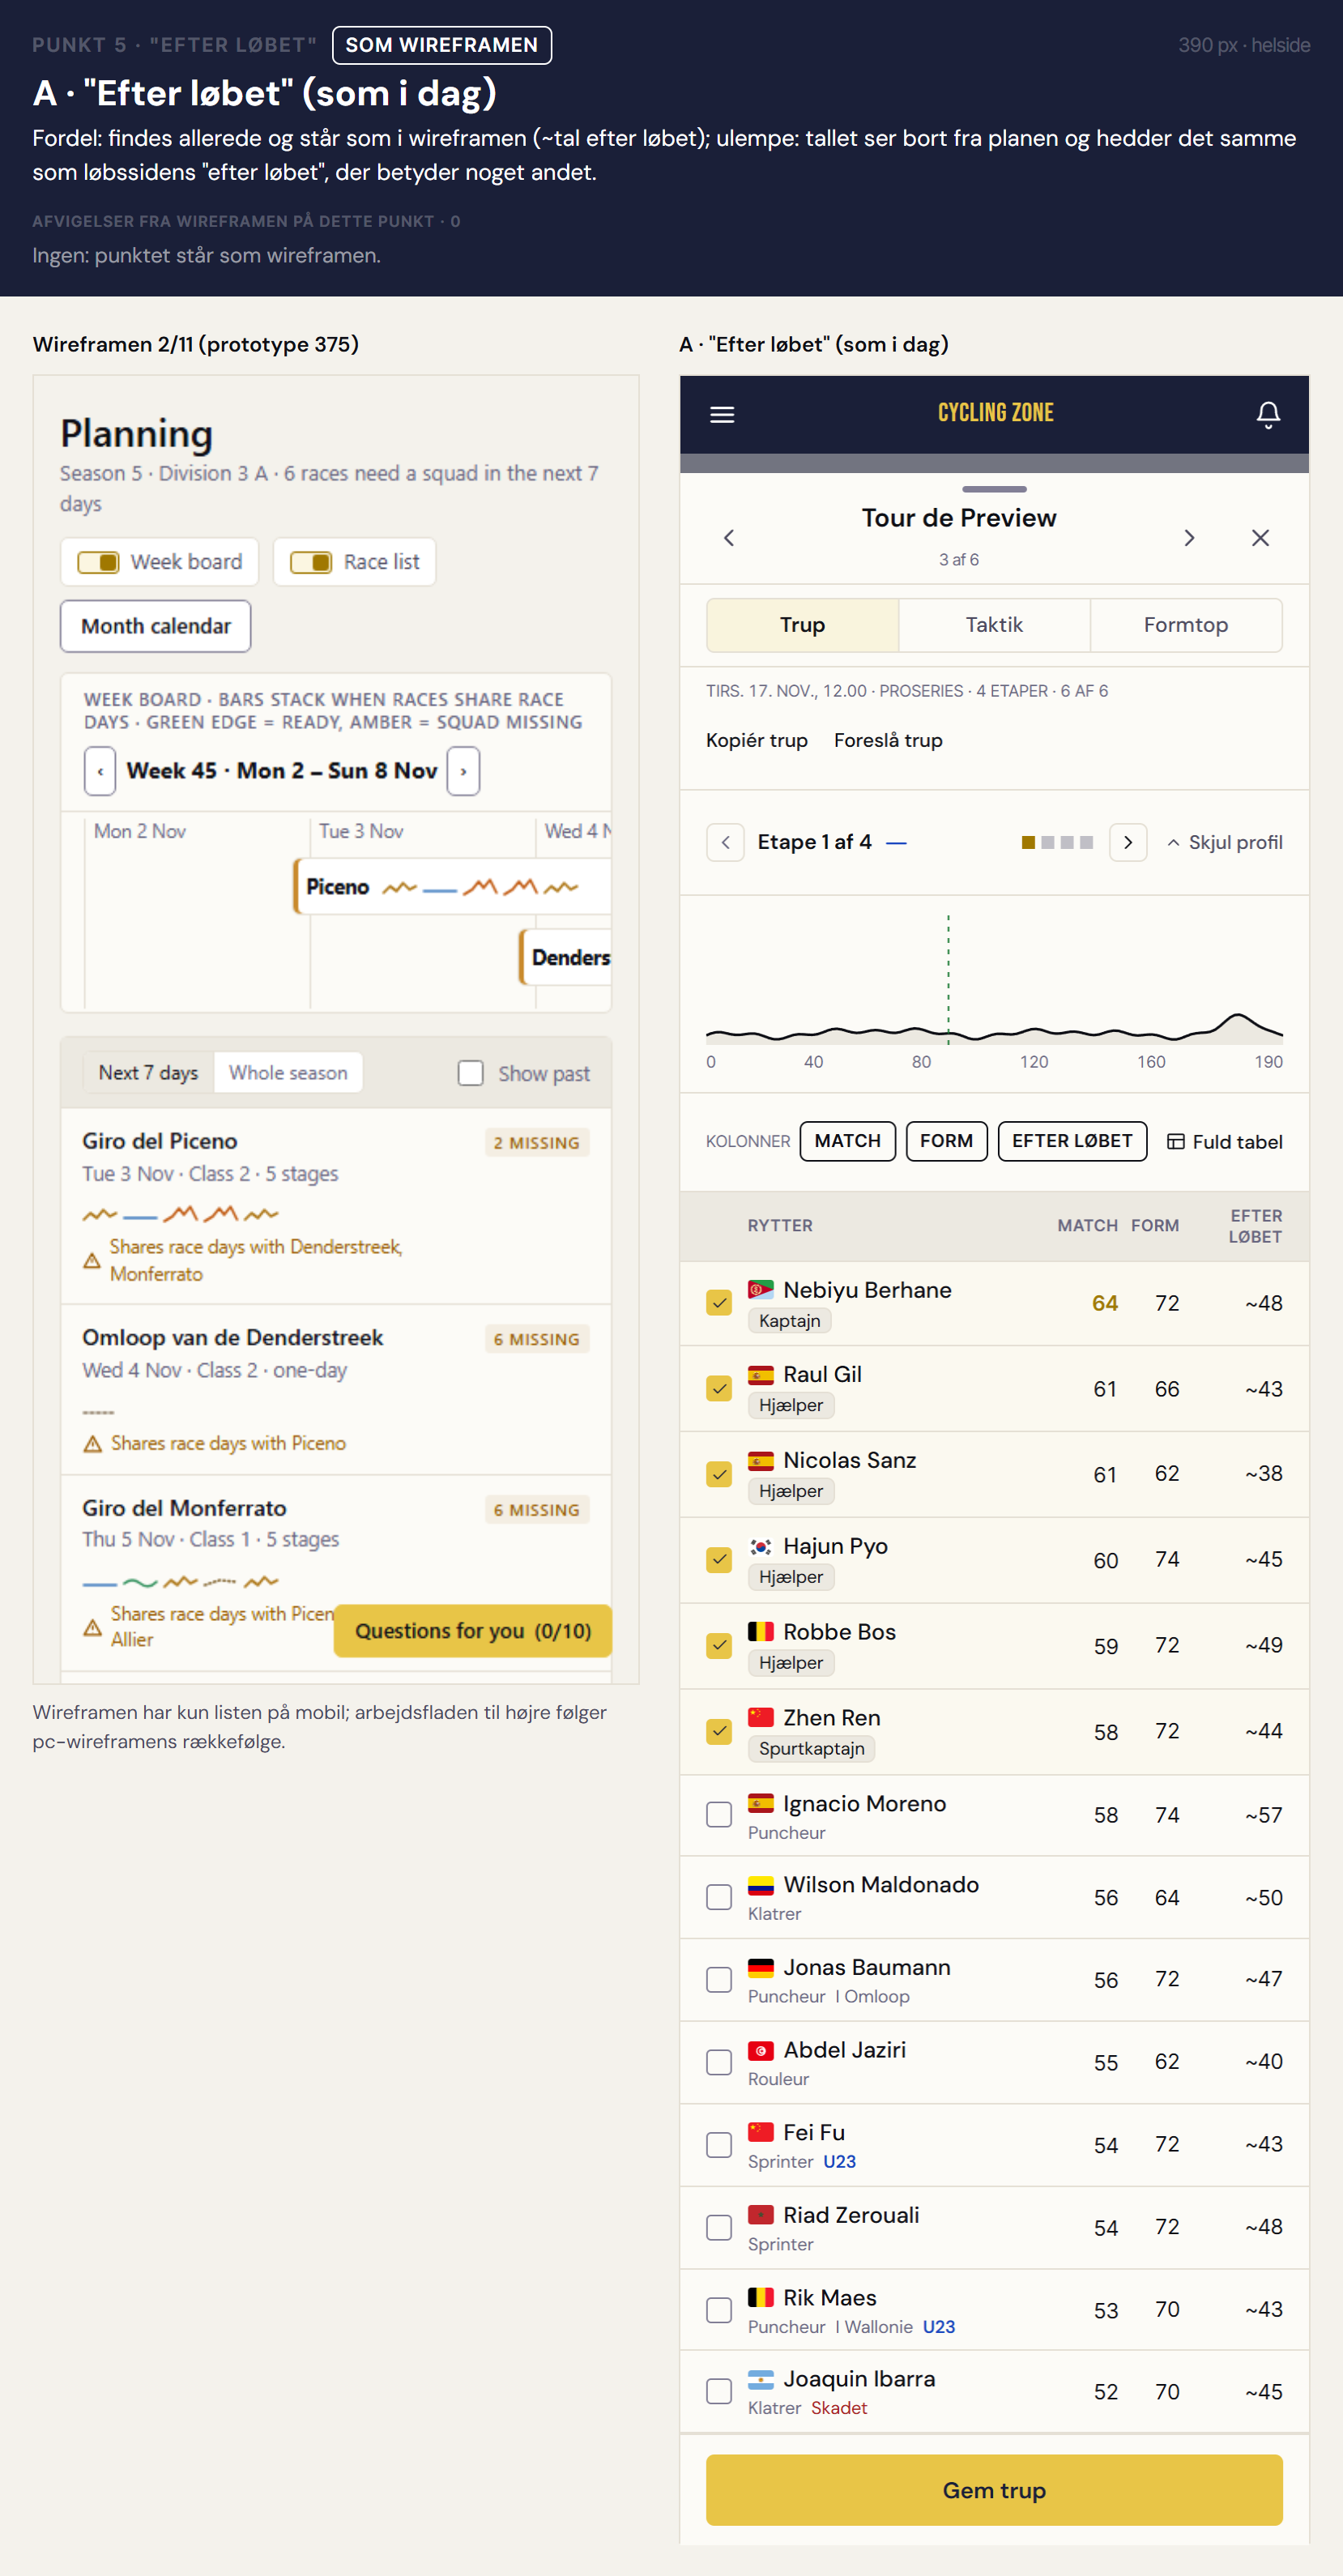 PUNKT 5 · "EFTER LØBET" SOM WIREFRAMEN
390 px · helside
A · "Efter løbet" (som i dag)
Fordel: findes allerede og står som i wireframen (~tal efter løbet); ulempe: tallet ser bort fra planen og hedder det samme
som løbssidens "efter løbet", der betyder noget andet.
AFVIGELSER FRA WIREFRAMEN PÅ DETTE PUNKT · 0
Ingen: punktet står som wireframen.
Wireframen 2/11 (prototype 375)
Planning
Season 5 · Division 3 A · 6 races need a squad in the next 7
days
Week board Race list
Month calendar
WEEK BOARD · BARS STACK WHEN RACES SHARE RACE
DAYS · GREEN EDGE = READY, AMBER = SQUAD MISSING
‹ Week 45 · Mon 2 – Sun 8 Nov ›
Mon 2 Nov Tue 3 Nov Wed 4 N
Piceno
Denders
Next 7 days Whole season Show past
Giro del Piceno 2 MISSING
Tue 3 Nov · Class 2 · 5 stages
Shares race days with Denderstreek,
Monferrato
Omloop van de Denderstreek 6 MISSING
Wed 4 Nov · Class 2 · one-day
Shares race days with Piceno
Giro del Monferrato 6 MISSING
Thu 5 Nov · Class 1 · 5 stages
Shares race days with Picen
Allier
Questions for you (0/10)
Wireframen har kun listen på mobil; arbejdsfladen til højre følger
pc-wireframens rækkefølge.
A · "Efter løbet" (som i dag)
CYCLING ZONE
Tour de Preview
3 af 6
Trup Taktik Formtop
TIRS. 17. NOV., 12.00 · PROSERIES · 4 ETAPER · 6 AF 6
Kopiér trup Foreslå trup
Etape 1 af 4 Skjul profil
0 40 80 120 160 190
KOLONNER MATCH FORM EFTER LØBET Fuld tabel
RYTTER MATCH FORM EFTER
LØBET
Nebiyu Berhane 64 72 ~48
Kaptajn
Raul Gil 61 66 ~43
Hjælper
Nicolas Sanz 61 62 ~38
Hjælper
Hajun Pyo 60 74 ~45
Hjælper
Robbe Bos 59 72 ~49
Hjælper
Zhen Ren 58 72 ~44
Spurtkaptajn
Ignacio Moreno 58 74 ~57
Puncheur
Wilson Maldonado 56 64 ~50
Klatrer
Jonas Baumann 56 72 ~47
Puncheur I Omloop
Abdel Jaziri 55 62 ~40
Rouleur
Fei Fu 54 72 ~43
Sprinter U23
Riad Zerouali 54 72 ~48
Sprinter
Rik Maes 53 70 ~43
Puncheur I Wallonie U23
Joaquin Ibarra 52 70 ~45
Klatrer Skadet
Gem trup